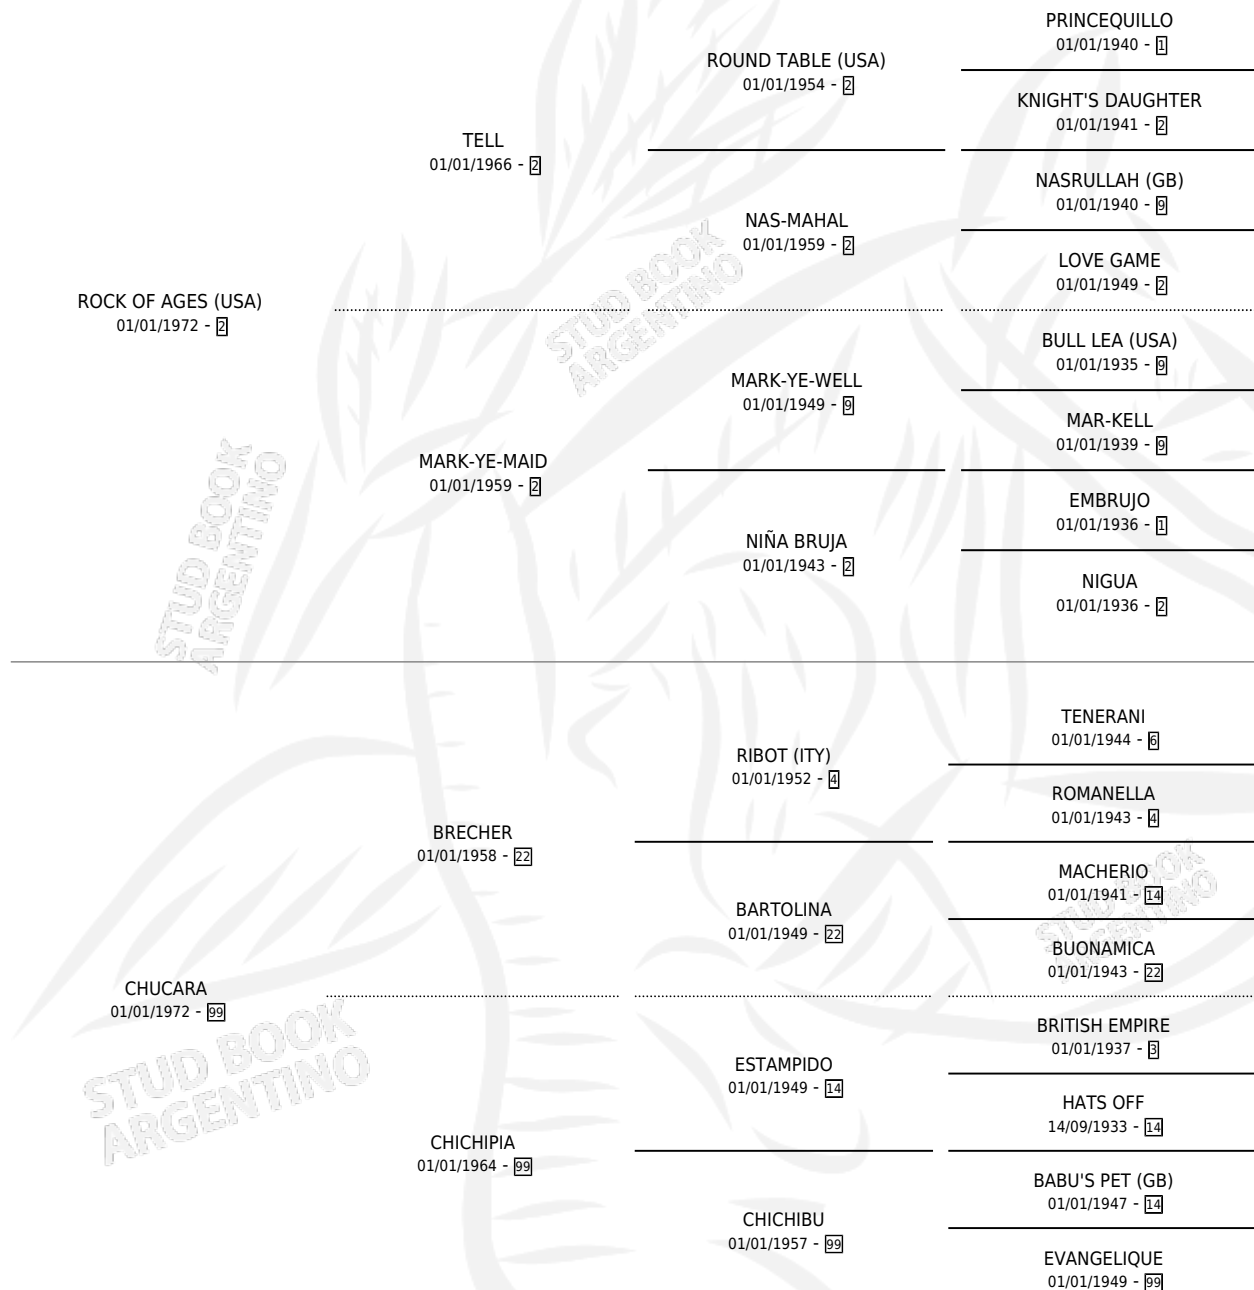 PRINCEQUILLO
01/01/1940 - 1
ROUND TABLE (USA)
01/01/1954 - 2
KNIGHT'S DAUGHTER
01/01/1941 - 2
TELL
01/01/1966 - 2
NASRULLAH (GB)
01/01/1940 - 9
NAS-MAHAL
01/01/1959 - 2
LOVE GAME
01/01/1949 - 2
ROCK OF AGES (USA)
01/01/1972 - 2
BULL LEA (USA)
01/01/1935 - 9
MARK-YE-WELL
01/01/1949 - 9
MAR-KELL
01/01/1939 - 9
MARK-YE-MAID
01/01/1959 - 2
EMBRUJO
01/01/1936 - 1
NIÑA BRUJA
01/01/1943 - 2
NIGUA
01/01/1936 - 2
TENERANI
01/01/1944 - 6
RIBOT (ITY)
01/01/1952 - 4
ROMANELLA
01/01/1943 - 4
BRECHER
01/01/1958 - 22
MACHERIO
01/01/1941 - 14
BARTOLINA
01/01/1949 - 22
BUONAMICA
01/01/1943 - 22
CHUCARA
01/01/1972 - 99
BRITISH EMPIRE
01/01/1937 - 3
ESTAMPIDO
01/01/1949 - 14
HATS OFF
14/09/1933 - 14
CHICHIPIA
01/01/1964 - 99
BABU'S PET (GB)
01/01/1947 - 14
CHICHIBU
01/01/1957 - 99
EVANGELIQUE
01/01/1949 - 99
STUD BOOK
ARGENTINO
STUD BOOK
ARGENTINO
STUD BOOK
ARGENTINO
STUD BOOK
ARGENTINO